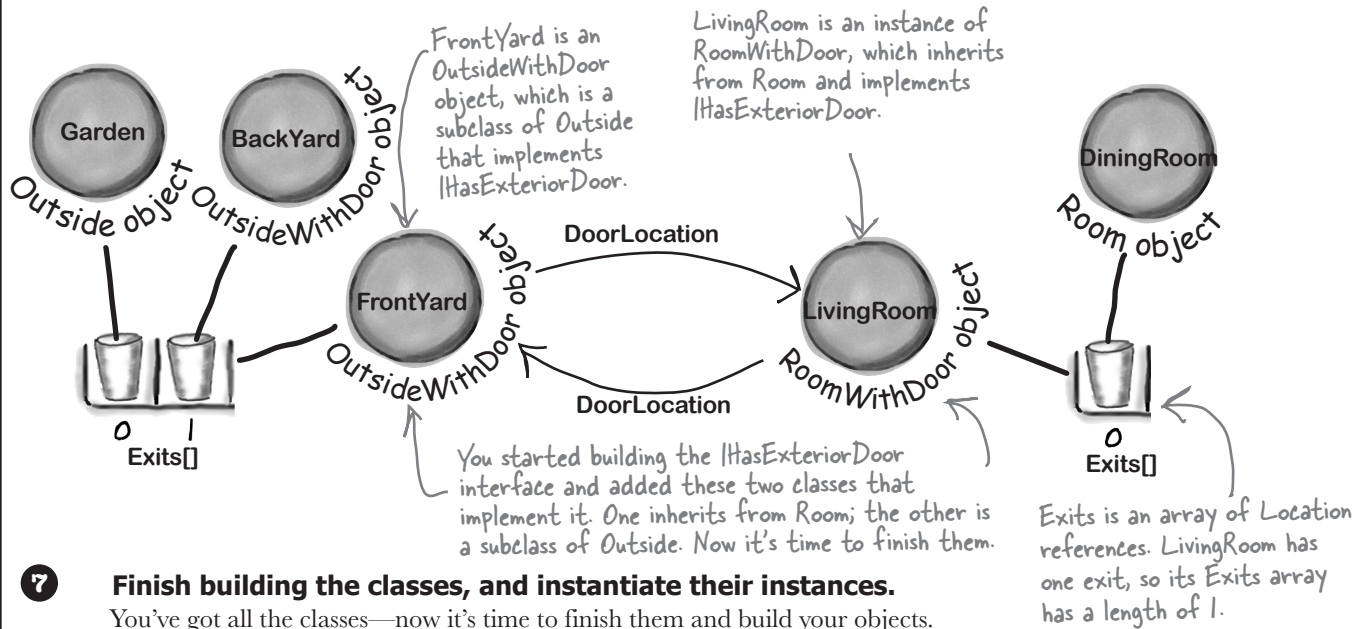 FrontYard is an
OutsideWithDoor
object, which is a
subclass of Outside
that implements
IHasExteriorDoor.
LivingRoom is an instance of
RoomWithDoor, which inherits
from Room and implements
IHasExteriorDoor.
Garden
Outside object
BackYard
OutsideWithDoor object
FrontYard
OutsideWithDoor object
DoorLocation
DoorLocation
LivingRoom
RoomWithDoor object
DiningRoom
Room object
0 1
Exits[]
0
Exits[]
You started building the IHasExteriorDoor
interface and added these two classes that
implement it. One inherits from Room; the other is
a subclass of Outside. Now it's time to finish them.
Exits is an array of Location
references. LivingRoom has
one exit, so its Exits array
has a length of 1.
7 Finish building the classes, and instantiate their instances.
You've got all the classes—now it's time to finish them and build your objects.